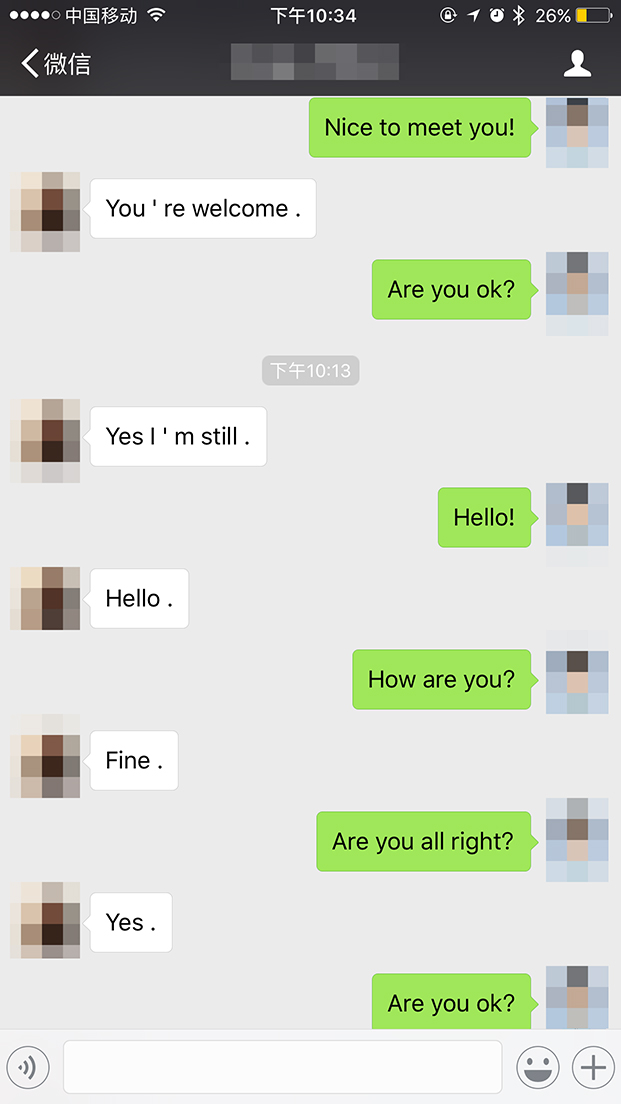 中国移动 下午10:34 26%
微信
Nice to meet you!
You ' re welcome .
Are you ok?
下午10:13
Yes I ' m still .
Hello!
Hello .
How are you?
Fine .
Are you all right?
Yes .
Are you ok?